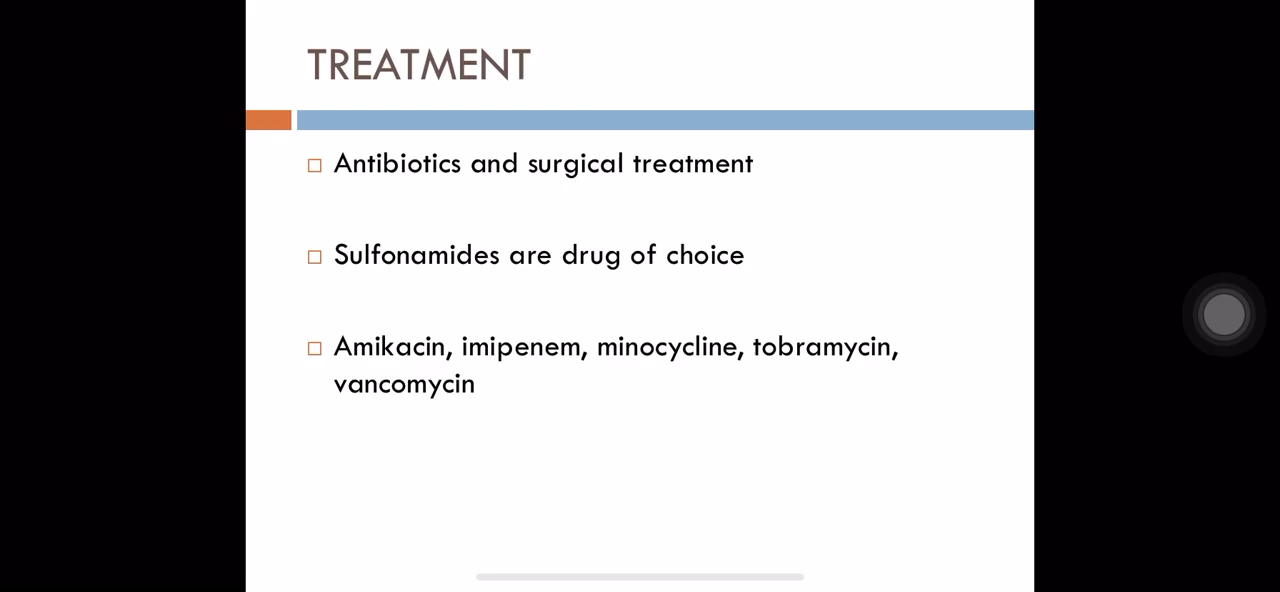 TREATMENT
Antibiotics and surgical treatment
Sulfonamides are drug of choice
Amikacin, imipenem, minocycline, tobramycin,
vancomycin